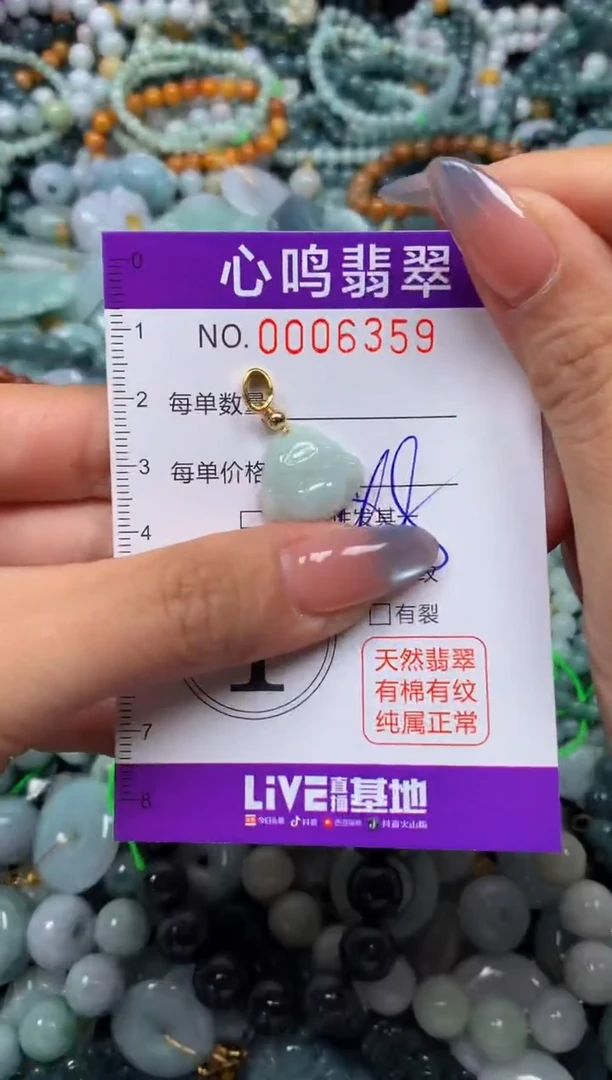 心鸣翡翠
0
NO.0006359
1
2 每单数量
3 每单价格
4
□有裂
天然翡翠
有棉有纹
纯属正常
7
LiVE直播基地
8
今日头条 抖音 西瓜视频 抖音火山版